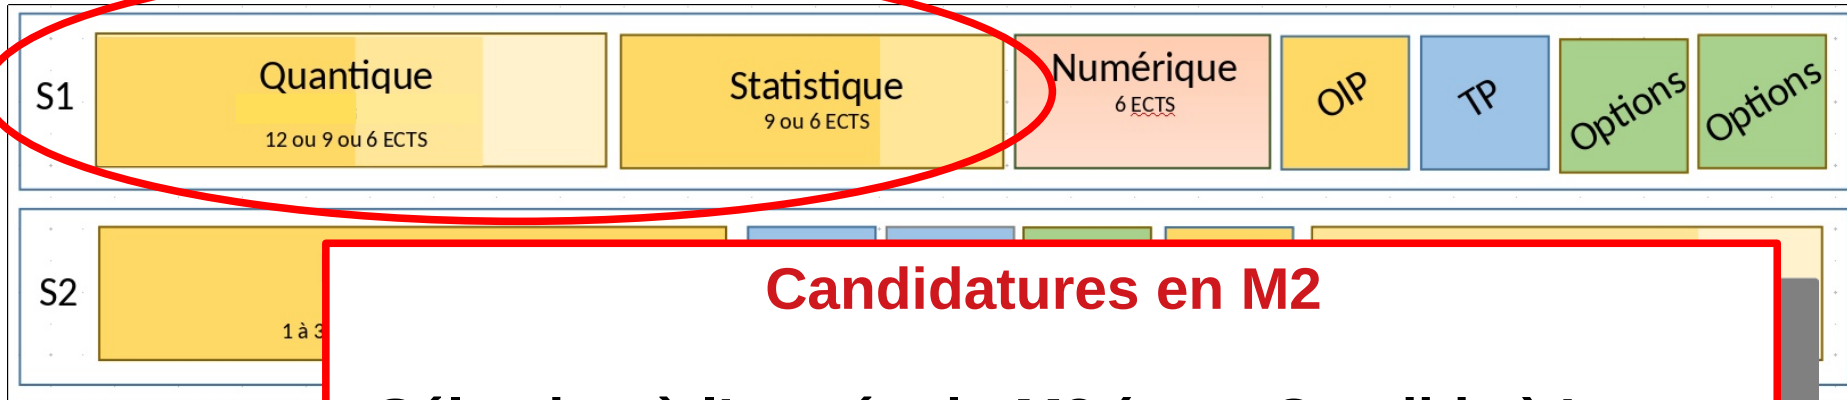 S1
Quantique
12 ou 9 ou 6 ECTS
Statistique
9 ou 6 ECTS
Numérique
6 ECTS
OIP
TP
Options
Options
S2
1 à 3
Candidatures en M2